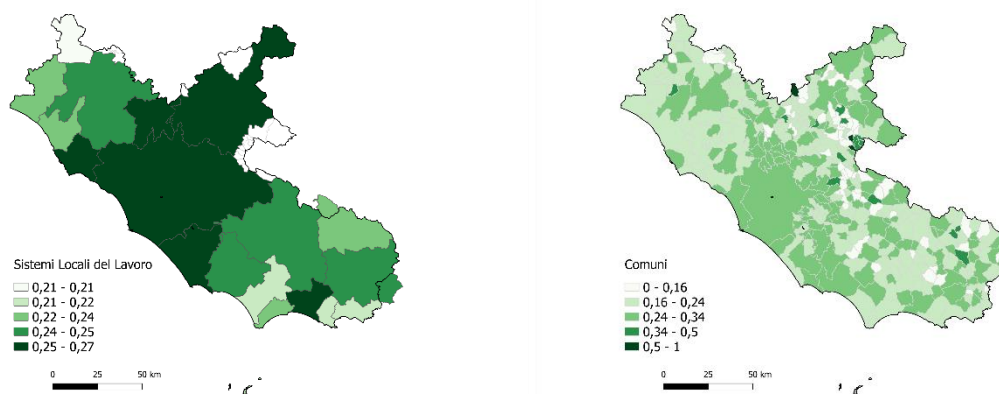 Sistemi Locali del Lavoro
0,21 - 0,21
0,21 - 0,22
0,22 - 0,24
0,24 - 0,25
0,25 - 0,27
0 25 50 km
Comuni
0 - 0,16
0,16 - 0,24
0,24 - 0,34
0,34 - 0,5
0,5 - 1
0 25 50 km